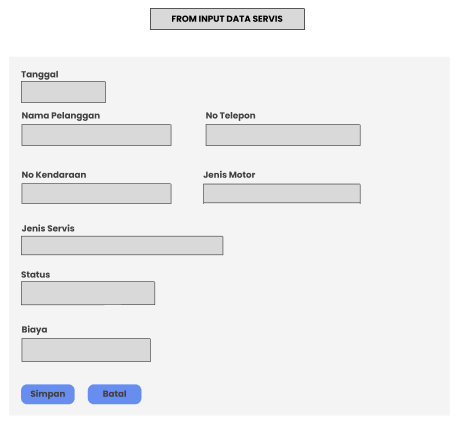 FROM INPUT DATA SERVIS
Tanggal
Nama Pelanggan No Telepon
No Kendaraan Jenis Motor
Jenis Servis
Status
Biaya
Simpan Batal